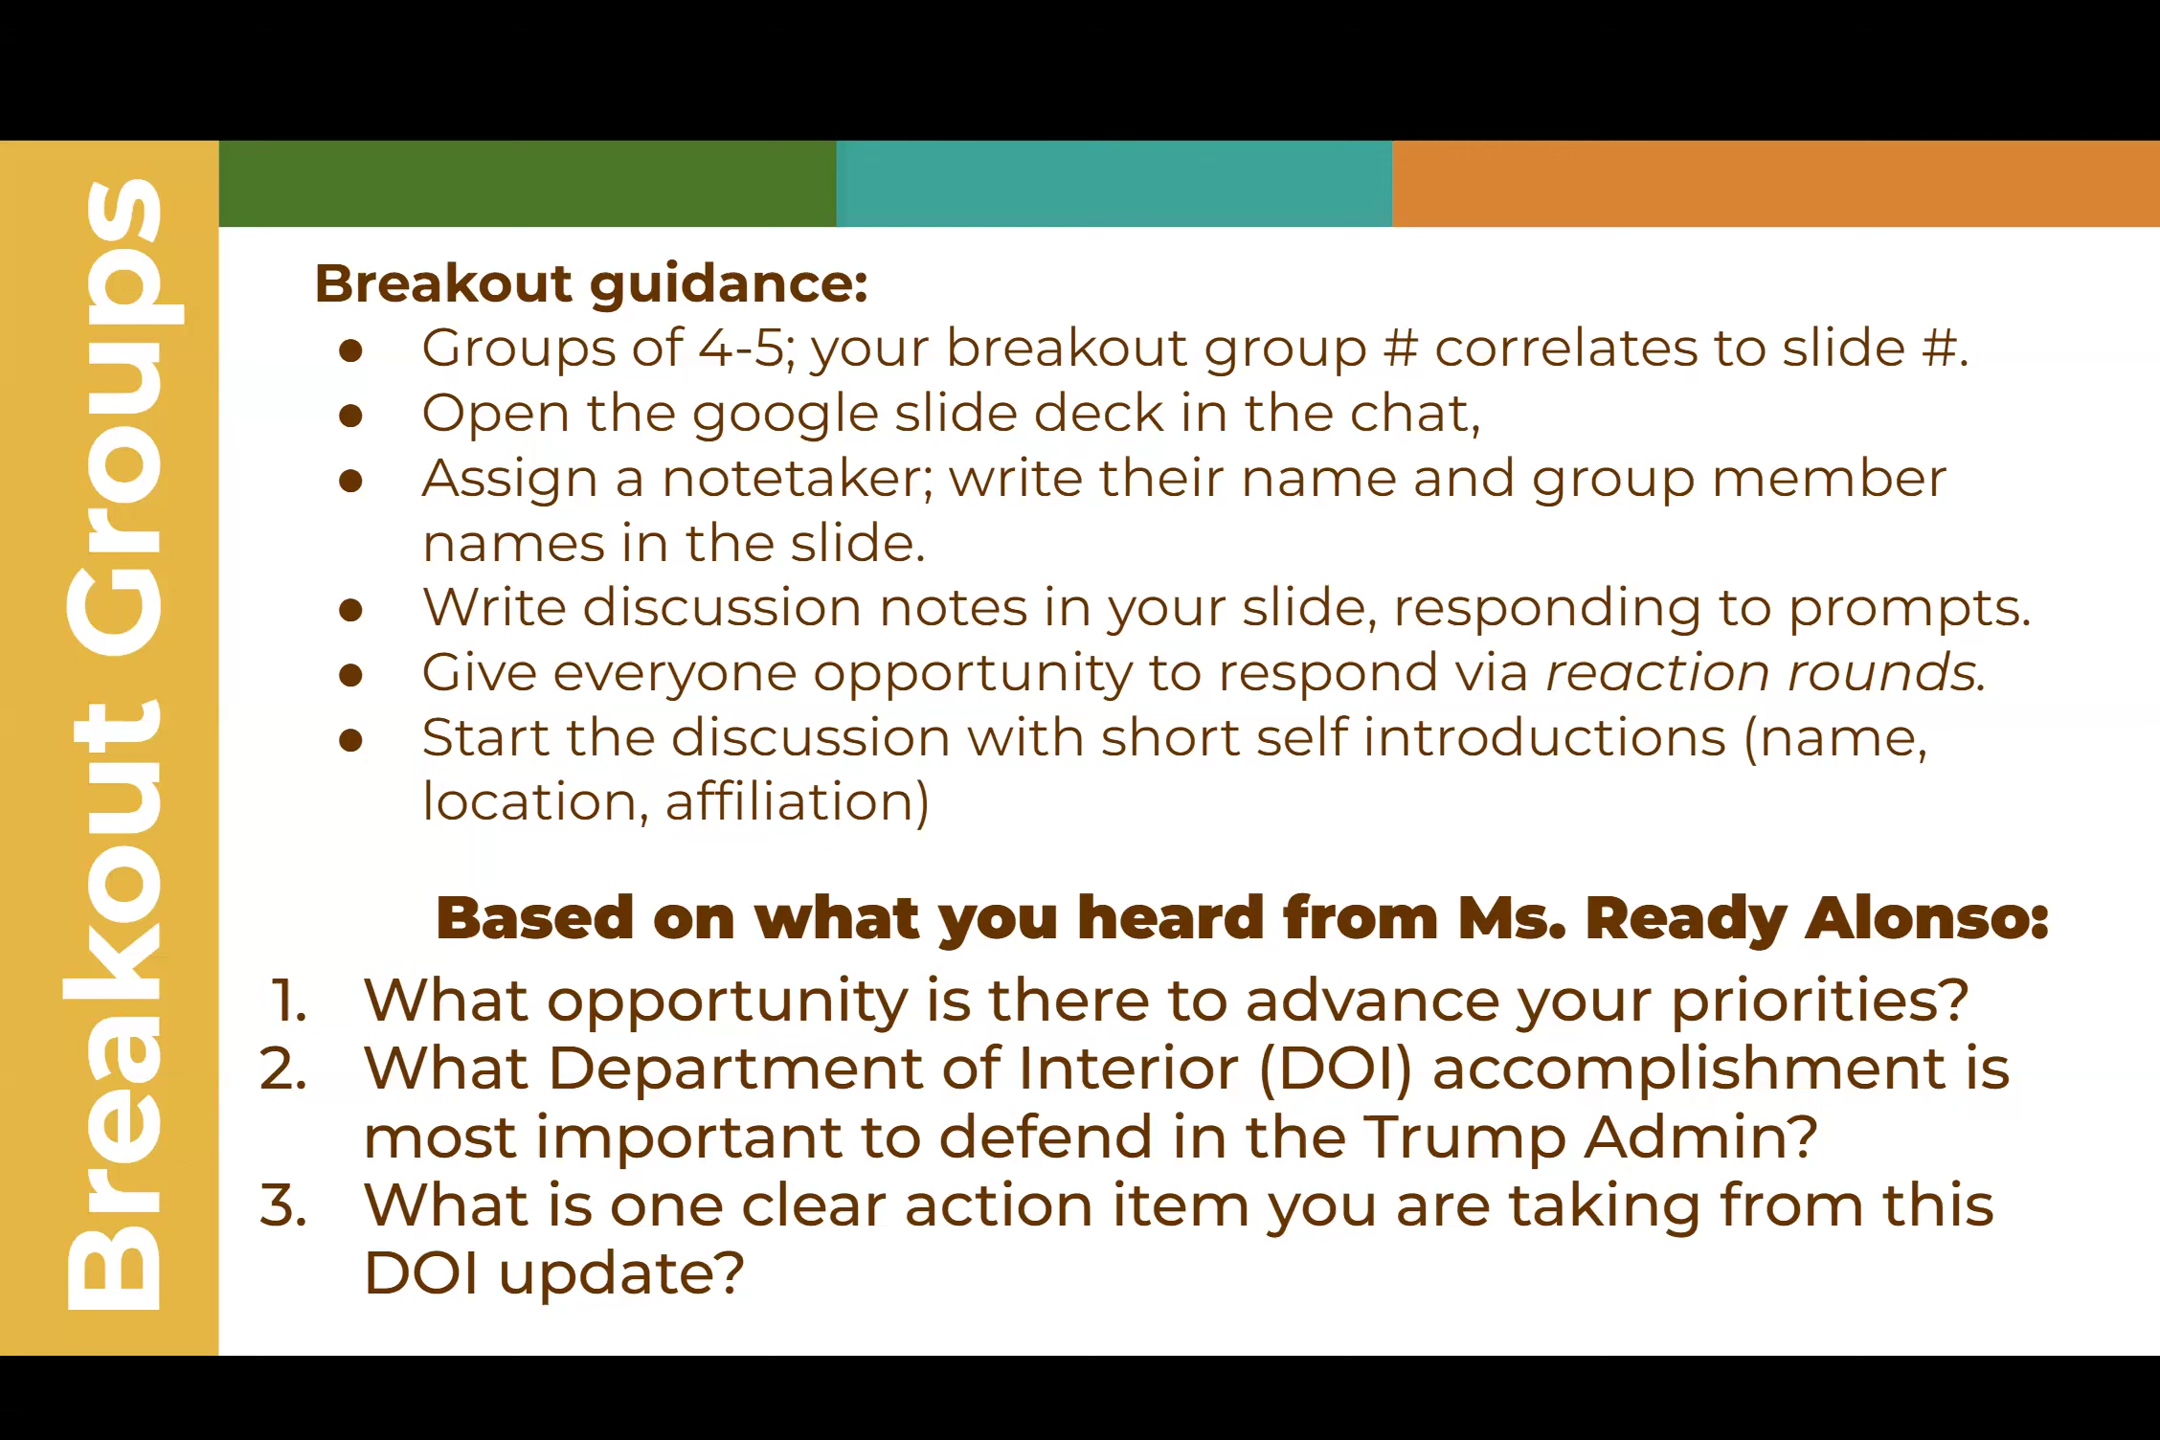 Breakout Groups
Breakout guidance:
● Groups of 4-5; your breakout group # correlates to slide #.
● Open the google slide deck in the chat,
● Assign a notetaker; write their name and group member
names in the slide.
● Write discussion notes in your slide, responding to prompts.
● Give everyone opportunity to respond via reaction rounds.
● Start the discussion with short self introductions (name,
location, affiliation)
Based on what you heard from Ms. Ready Alonso:
1. What opportunity is there to advance your priorities?
2. What Department of Interior (DOI) accomplishment is
most important to defend in the Trump Admin?
3. What is one clear action item you are taking from this
DOI update?